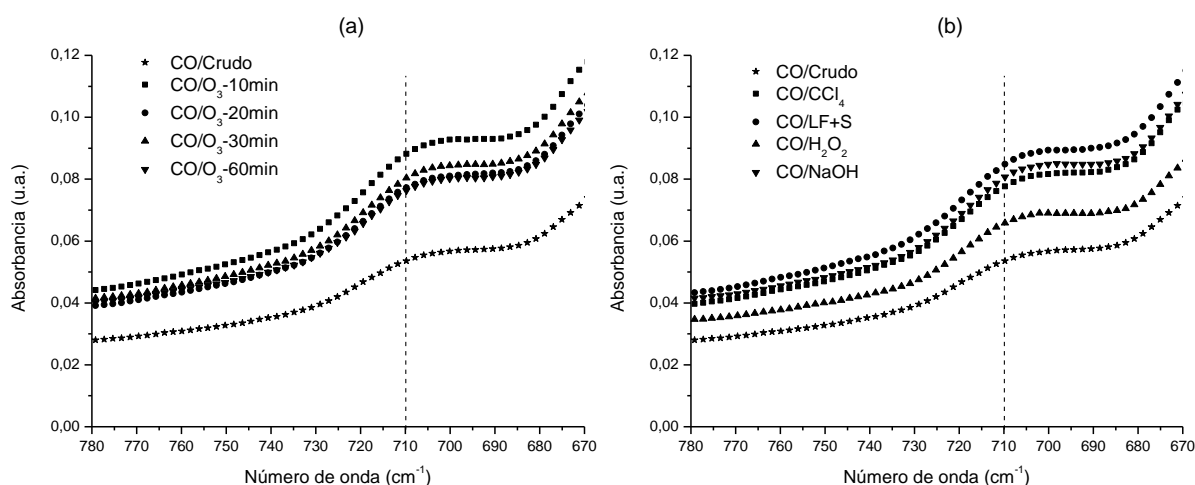 (a)
0,12
0,10
0,08
0,06
0,04
0,02
0,00
Absorbancia (u.a.)
CO/Crudo
CO/O₃-10min
CO/O₃-20min
CO/O₃-30min
CO/O₃-60min
780 770 760 750 740 730 720 710 700 690 680 670
Número de onda (cm⁻¹)
(b)
0,12
0,10
0,08
0,06
0,04
0,02
0,00
Absorbancia (u.a.)
CO/Crudo
CO/CCl₄
CO/LF+S
CO/H₂O₂
CO/NaOH
780 770 760 750 740 730 720 710 700 690 680 670
Número de onda (cm⁻¹)